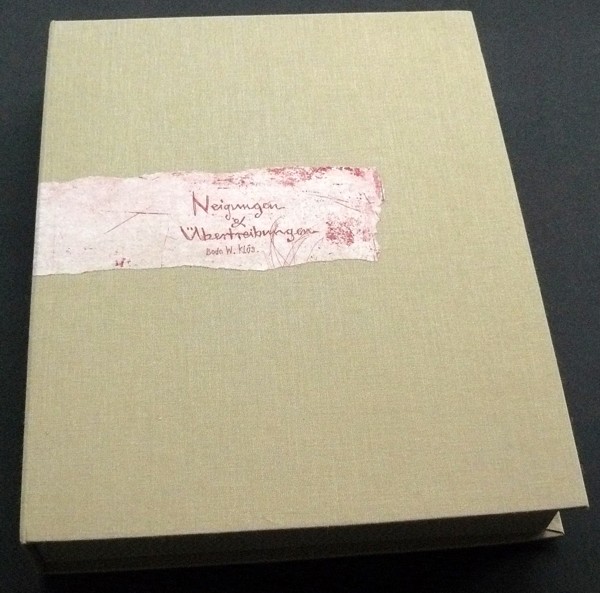 Neigungen
&
Übertreibungen
Bodo W. Klös